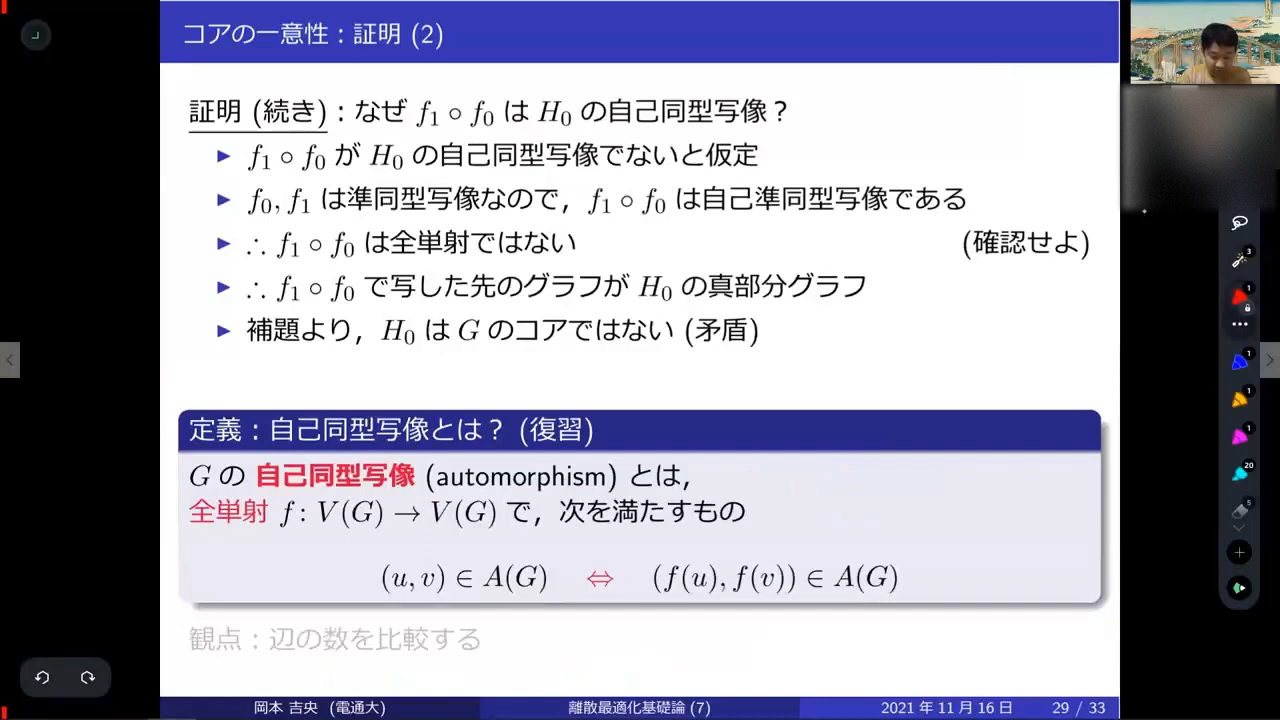 コアの一意性:証明 (2)
証明 (続き):なぜ f₁ ∘ f₀ は H₀ の自己同型写像?
▶ f₁ ∘ f₀ が H₀ の自己同型写像でないと仮定
▶ f₀, f₁ は準同型写像なので,f₁ ∘ f₀ は自己準同型写像である
▶ ∴ f₁ ∘ f₀ は全単射ではない (確認せよ)
▶ ∴ f₁ ∘ f₀ で写した先のグラフが H₀ の真部分グラフ
▶ 補題より,H₀ は G のコアではない (矛盾)
定義:自己同型写像とは? (復習)
G の 自己同型写像 (automorphism) とは,
全単射 f: V(G) → V(G) で,次を満たすもの
(u, v) ∈ A(G) ⇔ (f(u), f(v)) ∈ A(G)
観点:辺の数を比較する
岡本 吉央 (電通大) 離散最適化基礎論 (7) 2021 年 11 月 16 日 29 / 33
3
1
1
1
1
20
5